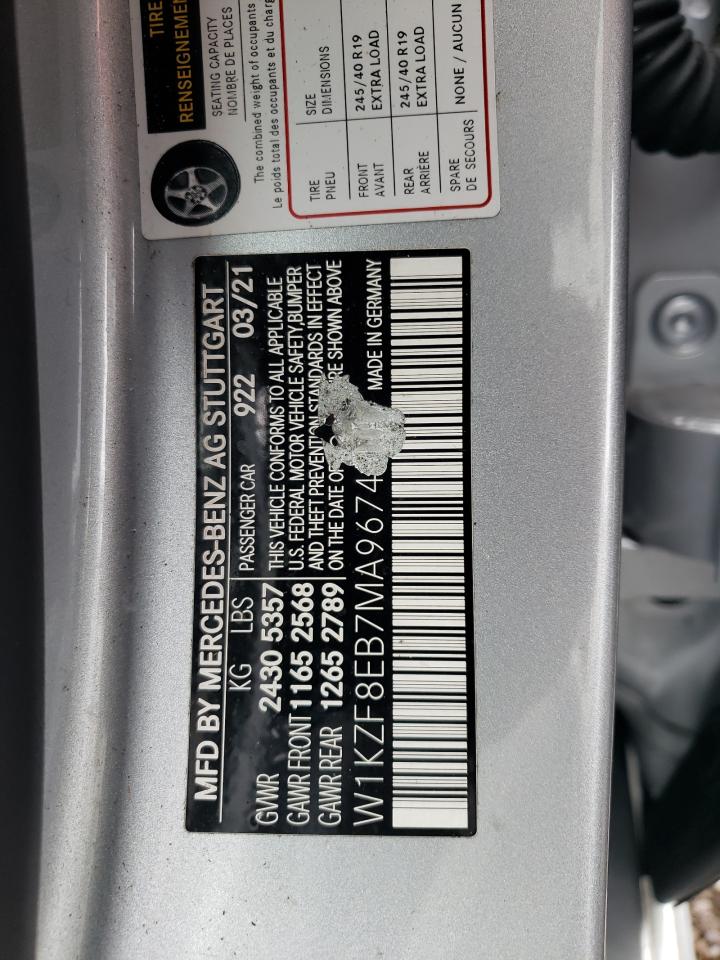 TIRE
RENSEIGNEMEN
SEATING CAPACITY
NOMBRE DE PLACES
The combined weight of occupants
Le poids total des occupants et du char
TIRE
PNEU
SIZE
DIMENSIONS
FRONT
AVANT
245/40 R19
EXTRA LOAD
REAR
ARRIÈRE
245/40 R19
EXTRA LOAD
SPARE
DE SECOURS
NONE / AUCUN
MFD BY MERCEDES-BENZ AG STUTTGART
KG LBS PASSENGER CAR 922 03/21
GVWR 2430 5357 THIS VEHICLE CONFORMS TO ALL APPLICABLE
GAWR FRONT 1165 2568 U.S. FEDERAL MOTOR VEHICLE SAFETY, BUMPER
GAWR REAR 1265 2789 AND THEFT PREVENTION STANDARDS IN EFFECT
ON THE DATE SHOWN ABOVE
W1KZF8EB7MA9674 MADE IN GERMANY